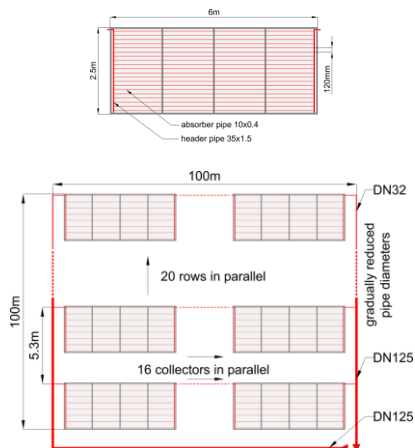 6m
2.5m
120mm
absorber pipe 10x0.4
header pipe 35x1.5
100m
DN32
20 rows in parallel
gradually reduced
pipe diameters
100m
5.3m
16 collectors in parallel
DN125
DN125